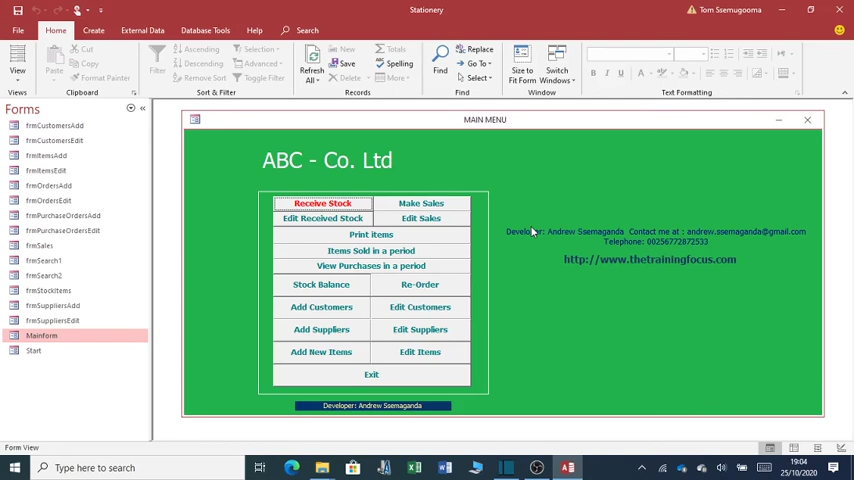 Stationery
Tom Ssemugooma
File
Home
Create
External Data
Database Tools
Help
Search
View
Paste
Cut
Copy
Format Painter
Filter
Ascending
Descending
Remove Sort
Selection
Advanced
Toggle Filter
Refresh
All
New
Save
Delete
Totals
Spelling
More
Find
Replace
Go To
Select
Size to
Fit Form
Switch
Windows
B I U
Views
Clipboard
Sort & Filter
Records
Find
Window
Text Formatting
Forms
frmCustomersAdd
frmCustomersEdit
frmItemsAdd
frmItemsEdit
frmOrdersAdd
frmOrdersEdit
frmPurchaseOrdersAdd
frmPurchaseOrdersEdit
frmSales
frmSearch1
frmSearch2
frmStockItems
frmSuppliersAdd
frmSuppliersEdit
Mainform
Start
MAIN MENU
ABC - Co. Ltd
Receive Stock
Make Sales
Edit Received Stock
Edit Sales
Print items
Items Sold in a period
View Purchases in a period
Stock Balance
Re-Order
Add Customers
Edit Customers
Add Suppliers
Edit Suppliers
Add New Items
Edit Items
Exit
Developer: Andrew Ssemaganda
Developer: Andrew Ssemaganda Contact me at : andrew.ssemaganda@gmail.com
Telephone: 00256772872533
http://www.thetrainingfocus.com
Form View
Type here to search
19:04
25/10/2020